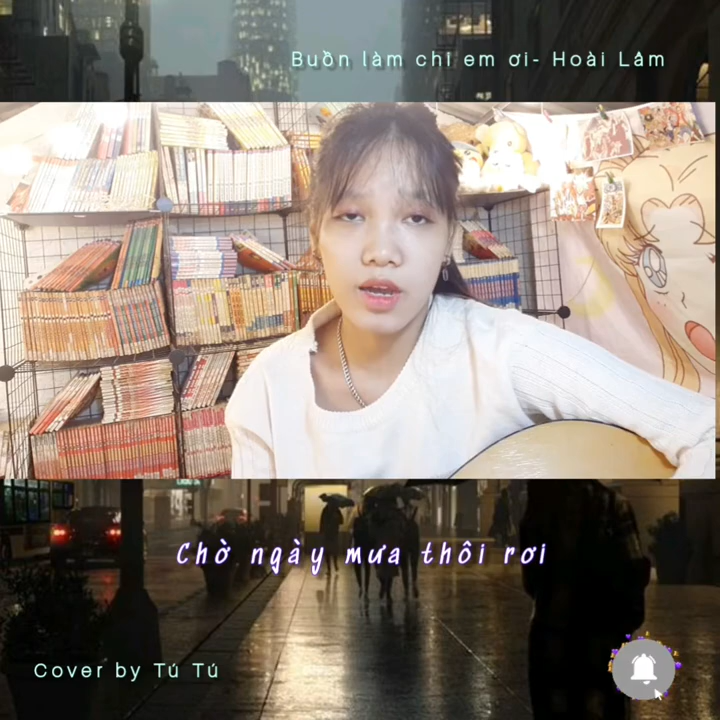 Buồn làm chi em ơi- Hoài Lâm
Chờ ngày mưa thôi rơi
Cover by Tú Tú